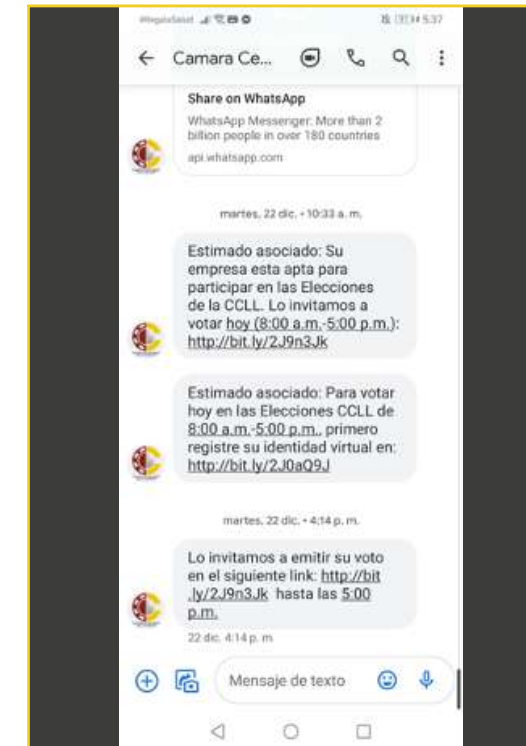 5:37
Camara Ce...
Share on WhatsApp
WhatsApp Messenger: More than 2
billion people in over 180 countries
api.whatsapp.com
martes, 22 dic. • 10:33 a. m.
Estimado asociado: Su
empresa esta apta para
participar en las Elecciones
de la CCLL. Lo invitamos a
votar hoy (8:00 a.m.-5:00 p.m.):
http://bit.ly/2J9n3Jk
Estimado asociado: Para votar
hoy en las Elecciones CCLL de
8:00 a.m.-5:00 p.m., primero
registre su identidad virtual en:
http://bit.ly/2J0aQ9J
martes, 22 dic. • 4:14 p. m.
Lo invitamos a emitir su voto
en el siguiente link: http://bit
.ly/2J9n3Jk hasta las 5:00
p.m.
22 dic. 4:14 p. m.
Mensaje de texto